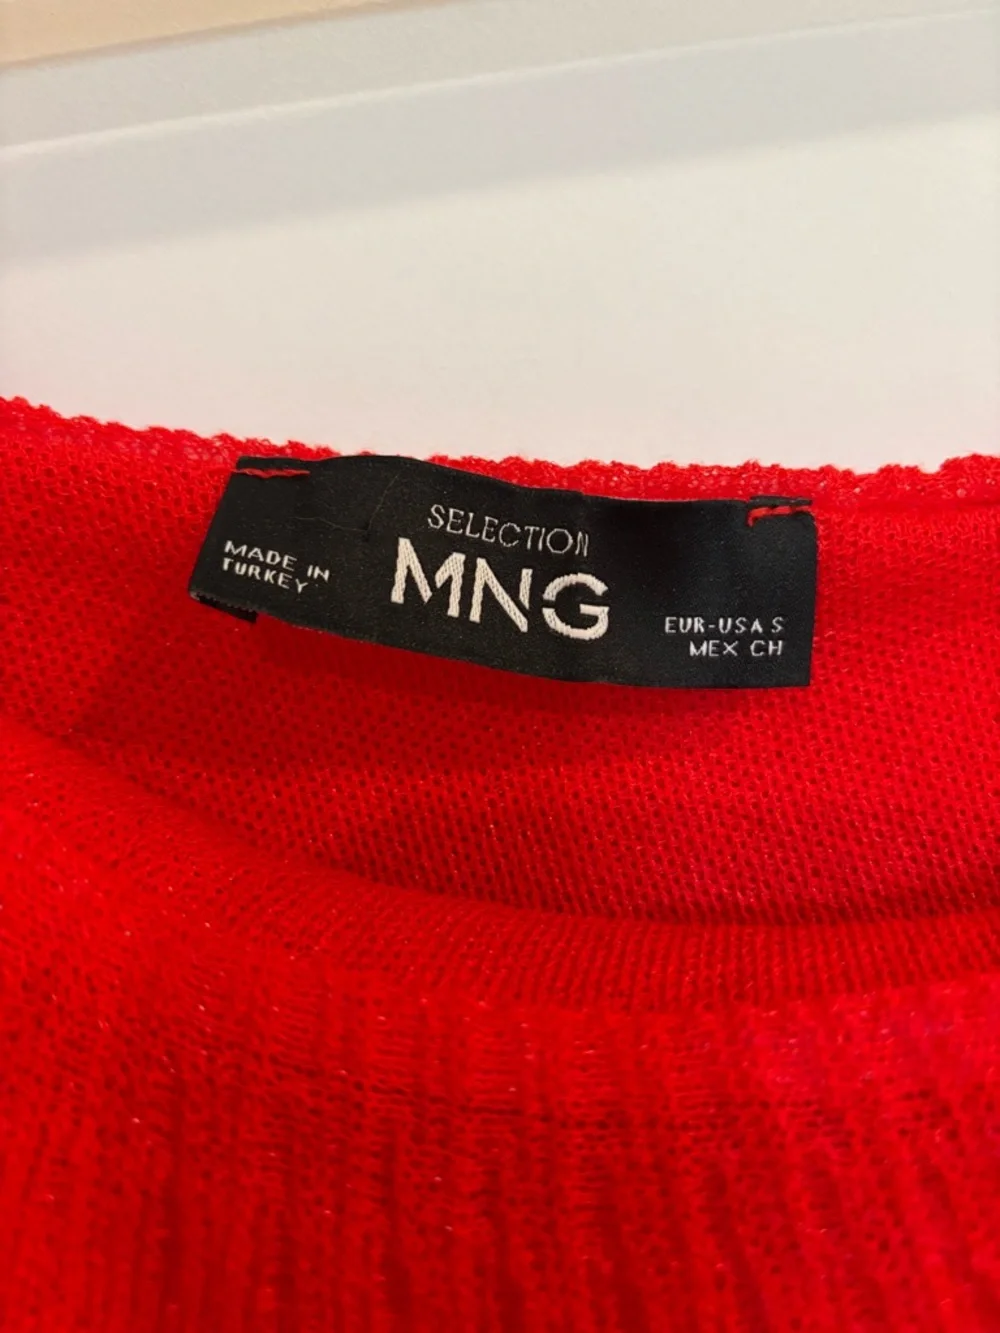 SELECTION
MNG
MADE IN
TURKEY
EUR-USA S
MEX CH